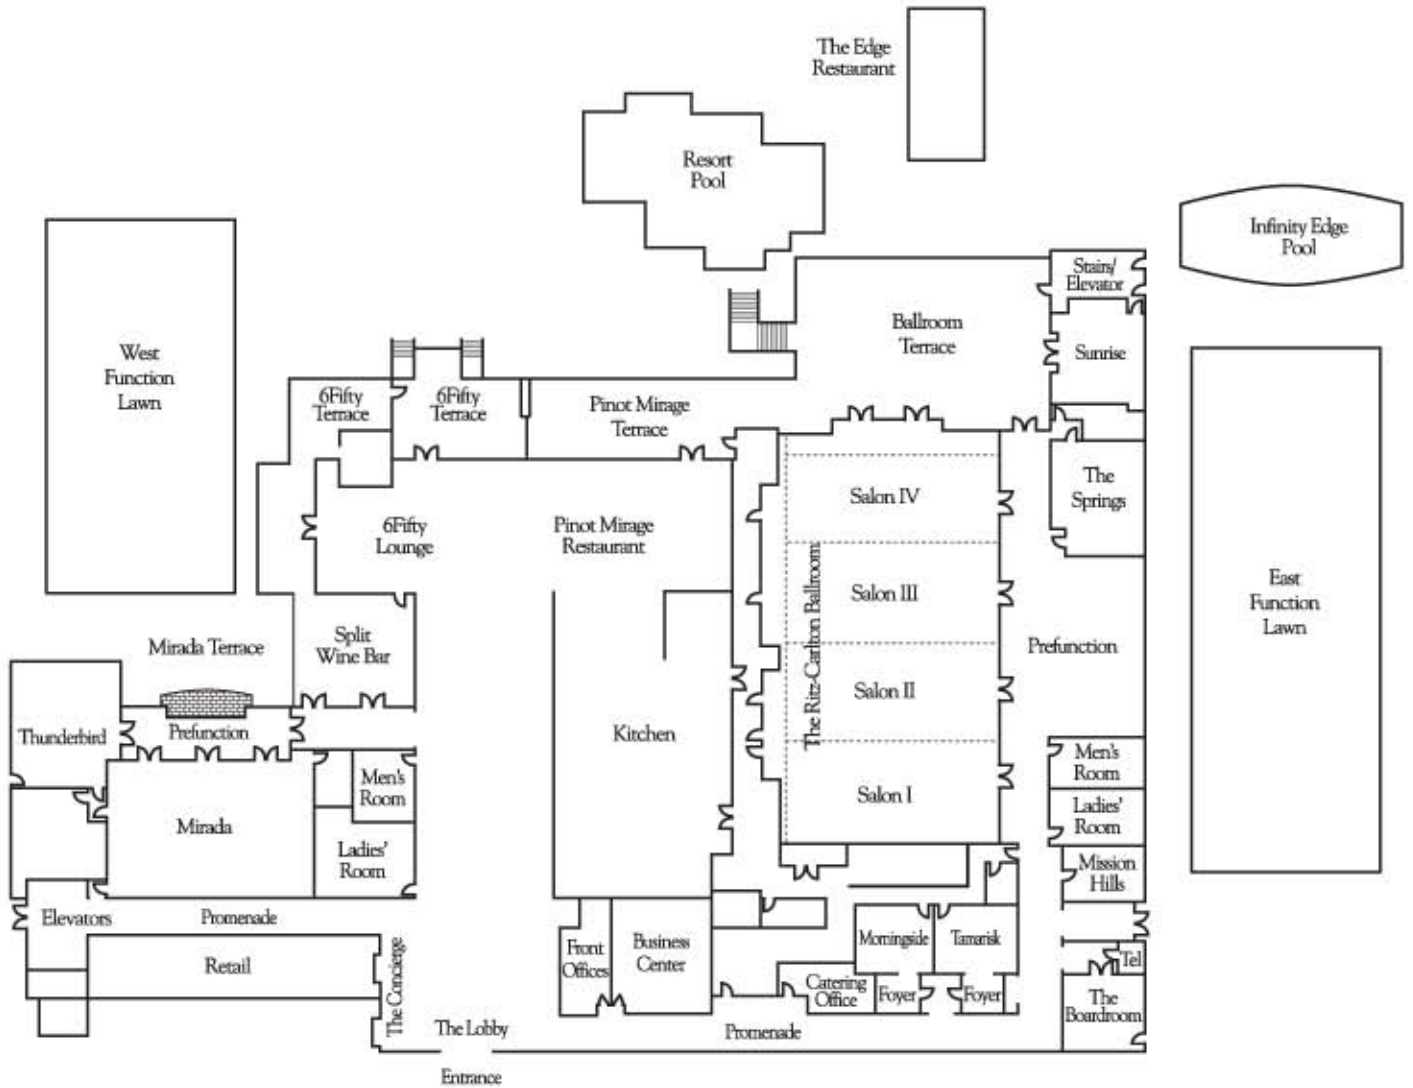 The Edge
Restaurant
Resort
Pool
Infinity Edge
Pool
Stairs/
Elevator
Ballroom
Terrace
Sunrise
West
Function
Lawn
6Fifty
Terrace
6Fifty
Terrace
Pinot Mirage
Terrace
The
Springs
Salon IV
6Fifty
Lounge
Pinot Mirage
Restaurant
The Ritz-Carlton Ballroom
Salon III
East
Function
Lawn
Mirada Terrace
Split
Wine Bar
Prefunction
Salon II
Thunderbird
Prefunction
Kitchen
Men's
Room
Men's
Room
Salon I
Mirada
Ladies'
Room
Ladies'
Room
Mission
Hills
Elevators
Promenade
Retail
The Concierge
Front
Offices
Business
Center
Morningside
Tamarisk
Tel
Catering
Office
Foyer
Foyer
The
Boardroom
The Lobby
Promenade
Entrance